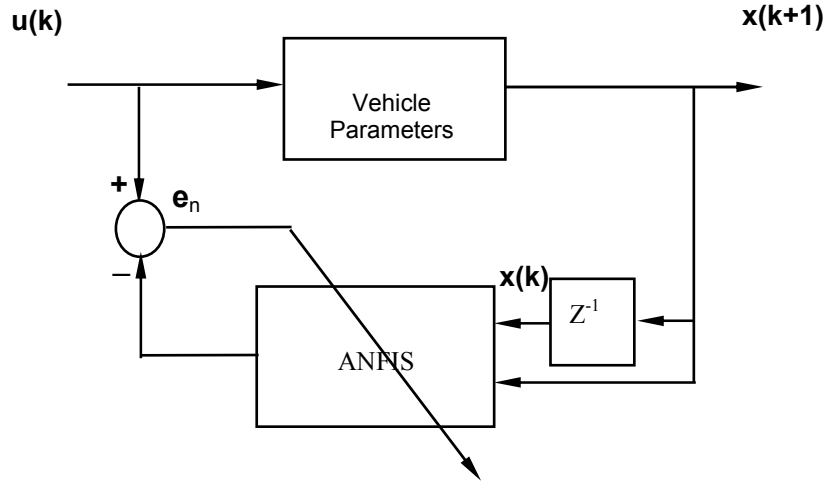 u(k)
x(k+1)
Vehicle
Parameters
+
e_n
–
x(k)
Z^-1
ANFIS